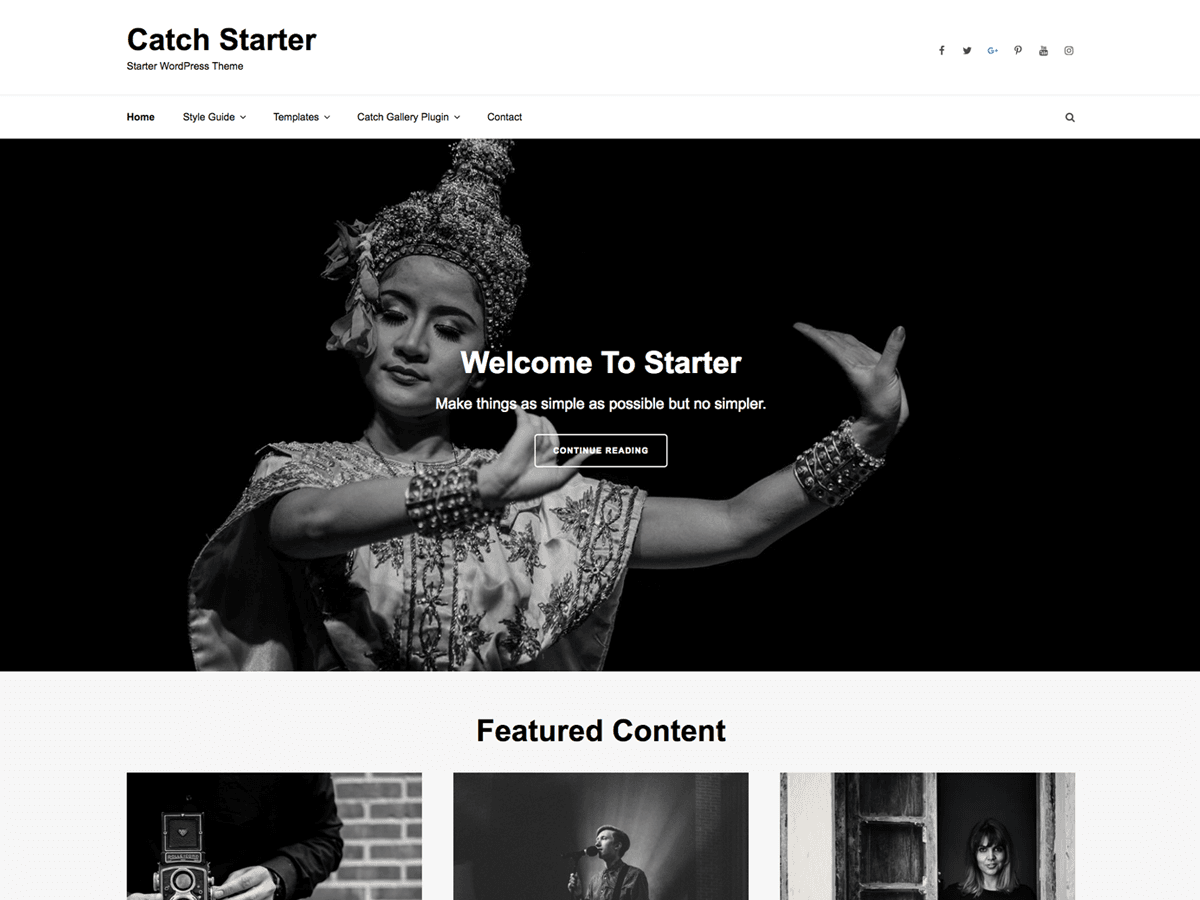 Catch Starter
Starter WordPress Theme
Home Style Guide Templates Catch Gallery Plugin Contact
Welcome To Starter
Make things as simple as possible but no simpler.
CONTINUE READING
Featured Content